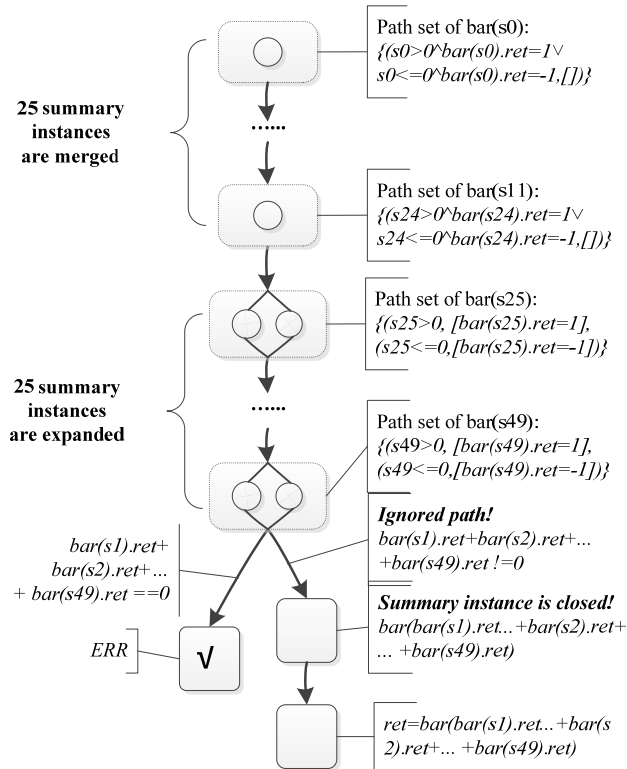 Path set of bar(s0):
{(s0>0^bar(s0).ret=1∨
s0<=0^bar(s0).ret=-1,[])}
25 summary
instances
are merged
......
Path set of bar(s11):
{(s24>0^bar(s24).ret=1∨
s24<=0^bar(s24).ret=-1,[])}
Path set of bar(s25):
{(s25>0, [bar(s25).ret=1],
(s25<=0,[bar(s25).ret=-1])}
25 summary
instances
are expanded
......
Path set of bar(s49):
{(s49>0, [bar(s49).ret=1],
(s49<=0,[bar(s49).ret=-1])}
Ignored path!
bar(s1).ret+bar(s2).ret+...
+bar(s49).ret !=0
bar(s1).ret+
bar(s2).ret+...
+ bar(s49).ret ==0
Summary instance is closed!
bar(bar(s1).ret...+bar(s2).ret+
... +bar(s49).ret)
ERR
√
ret=bar(bar(s1).ret...+bar(s
2).ret+... +bar(s49).ret)